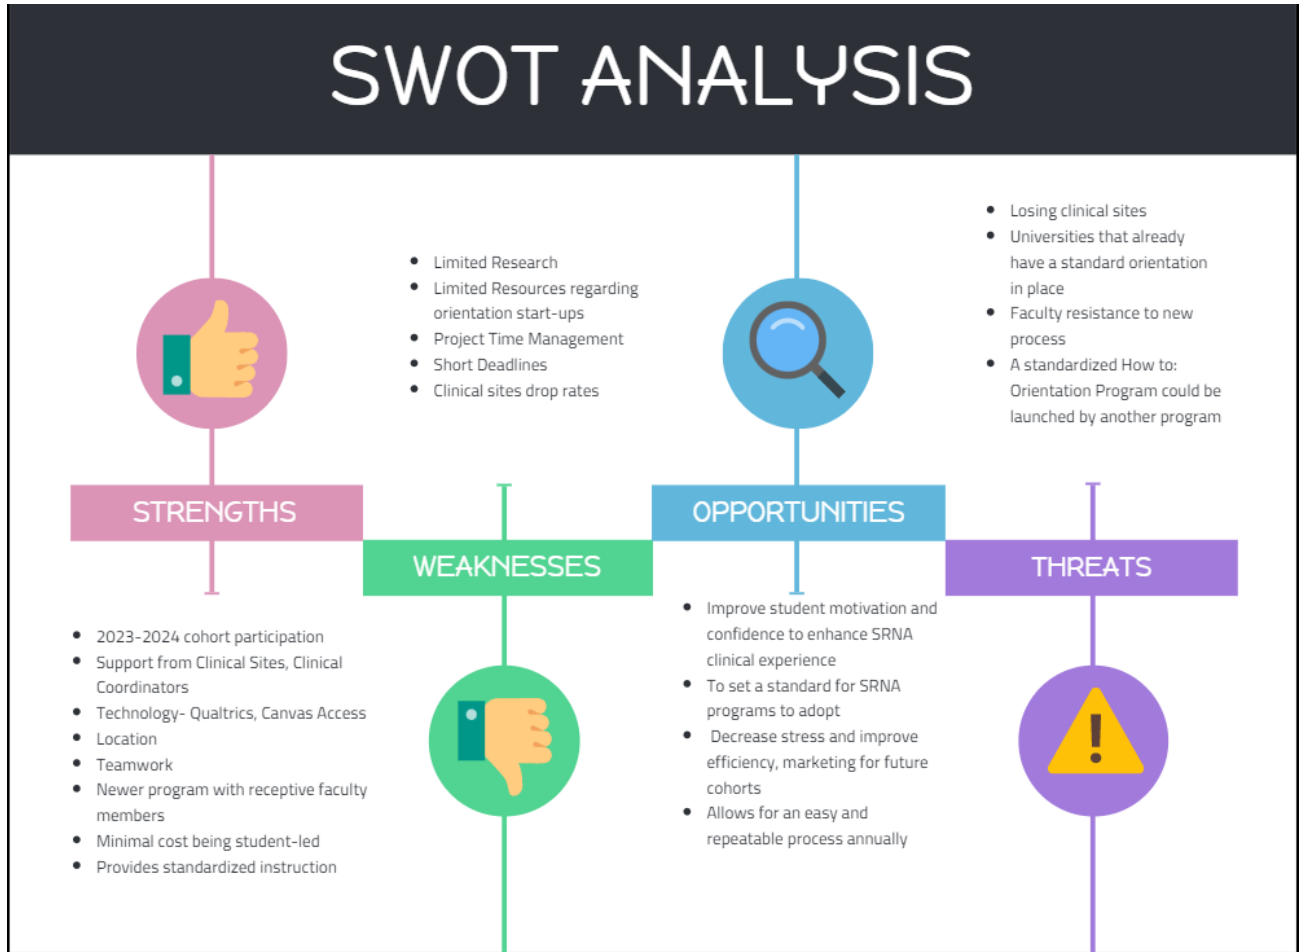 SWOT ANALYSIS
STRENGTHS
• 2023-2024 cohort participation
• Support from Clinical Sites, Clinical
Coordinators
• Technology- Qualtrics, Canvas Access
• Location
• Teamwork
• Newer program with receptive faculty
members
• Minimal cost being student-led
• Provides standardized instruction
• Limited Research
• Limited Resources regarding
orientation start-ups
• Project Time Management
• Short Deadlines
• Clinical sites drop rates
WEAKNESSES
OPPORTUNITIES
• Improve student motivation and
confidence to enhance SRNA
clinical experience
• To set a standard for SRNA
programs to adopt
• Decrease stress and improve
efficiency, marketing for future
cohorts
• Allows for an easy and
repeatable process annually
• Losing clinical sites
• Universities that already
have a standard orientation
in place
• Faculty resistance to new
process
• A standardized How to:
Orientation Program could be
launched by another program
THREATS